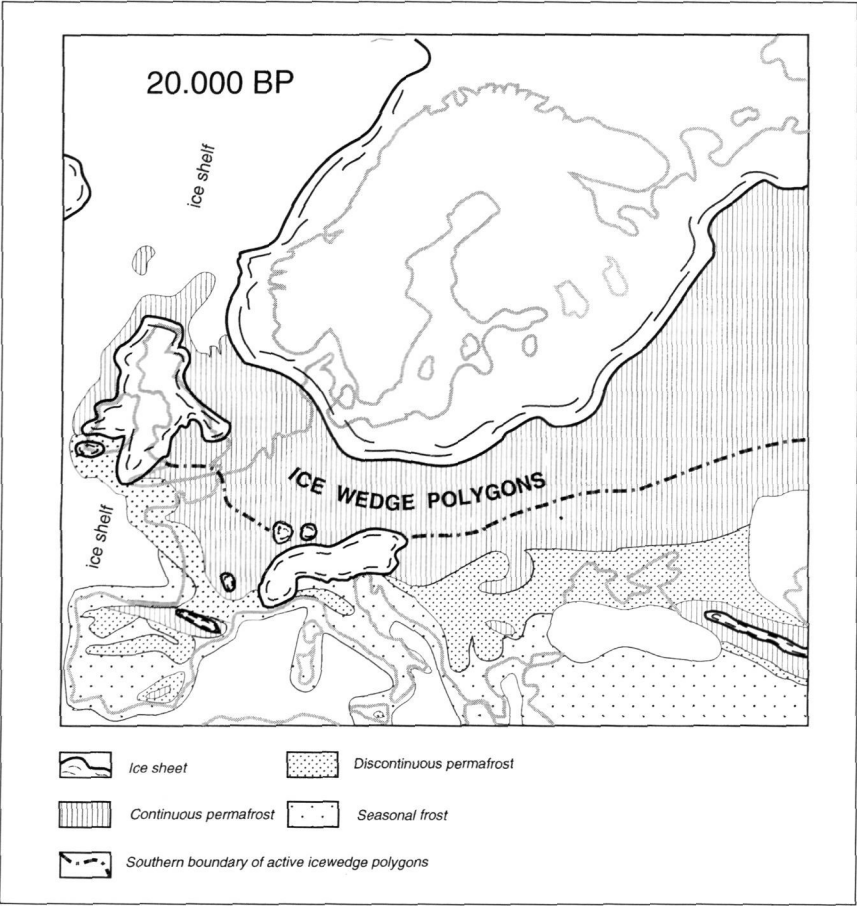 20.000 BP
ice shelf
ICE WEDGE POLYGONS
ice shelf
Ice sheet
Discontinuous permafrost
Continuous permafrost
Seasonal frost
Southern boundary of active icewedge polygons